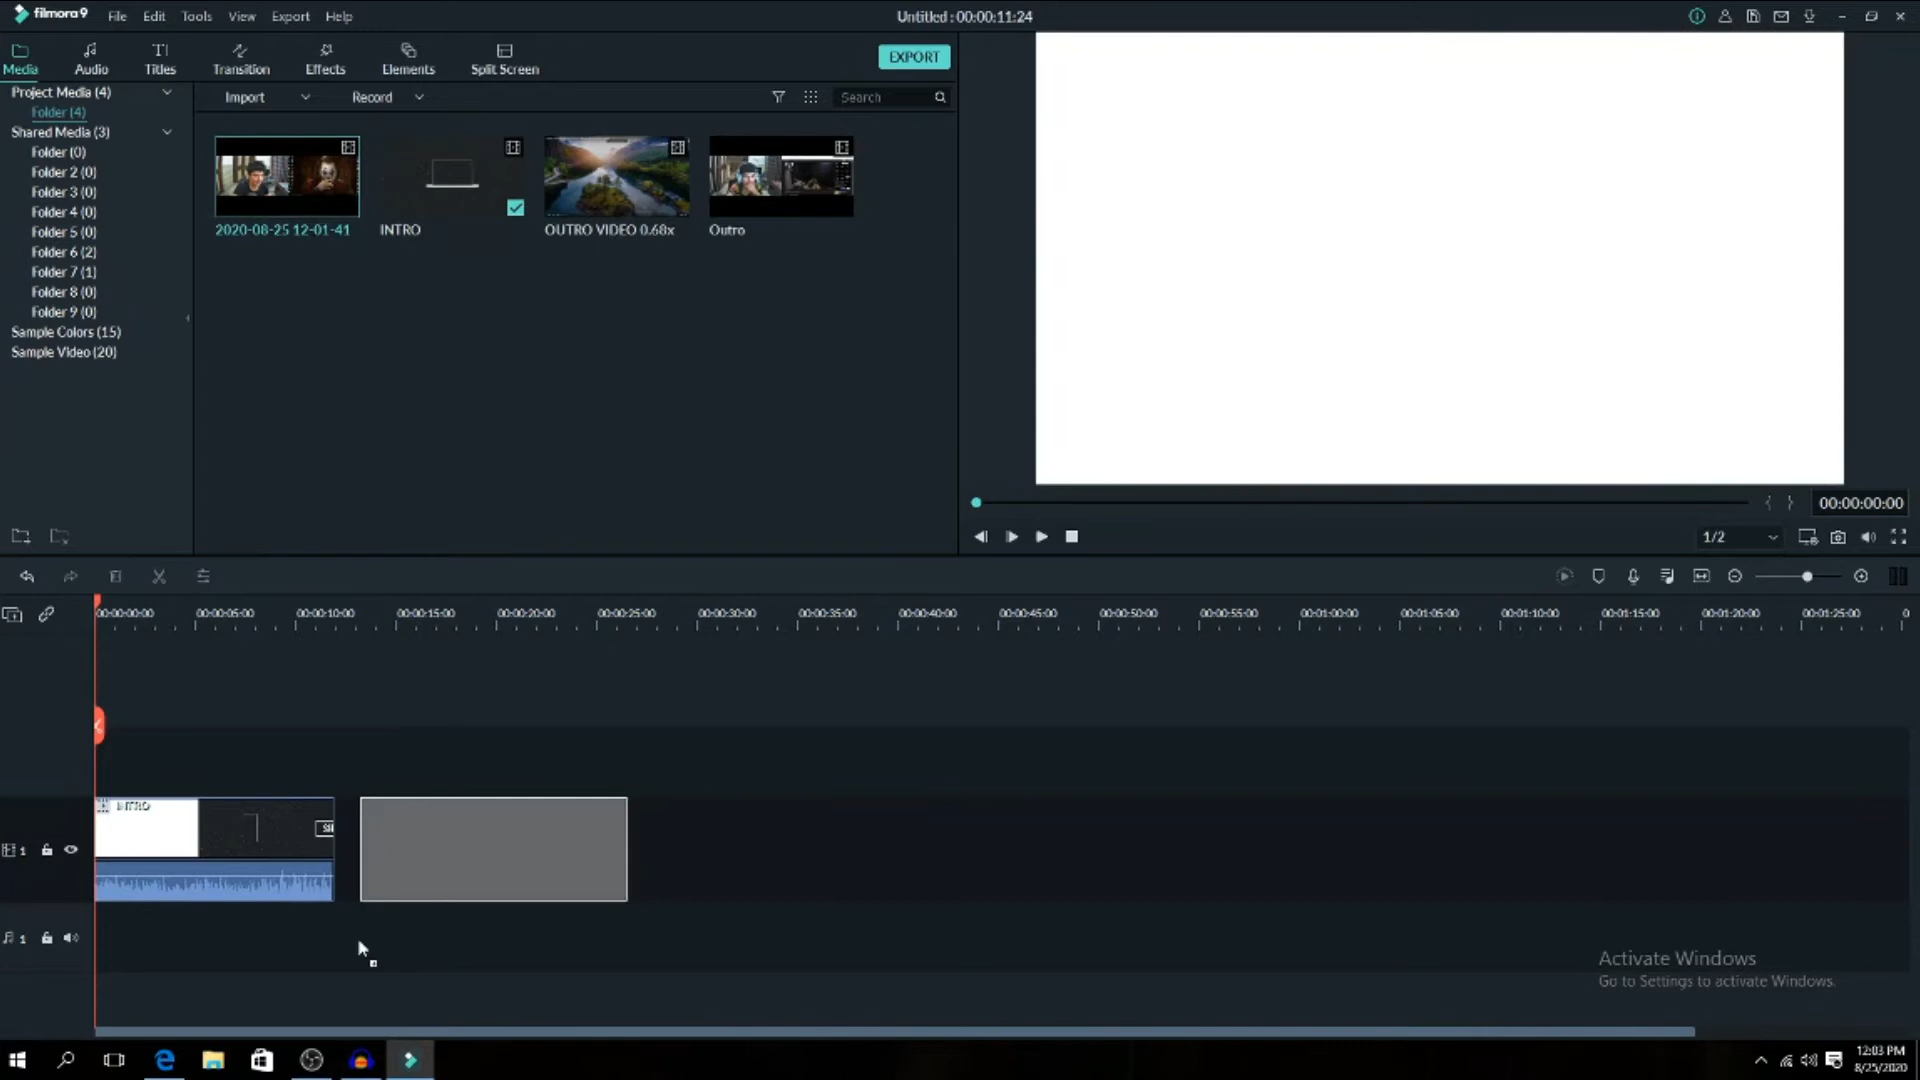 filmora9 File Edit Tools View Export Help Untitled : 00:00:11:24
Media Audio Titles Transition Effects Elements Split Screen EXPORT
Project Media (4)
Folder (4)
Shared Media (3)
Folder (0)
Folder 2 (0)
Folder 3 (0)
Folder 4 (0)
Folder 5 (0)
Folder 6 (2)
Folder 7 (1)
Folder 8 (0)
Folder 9 (0)
Sample Colors (15)
Sample Video (20)
Import Record Search
2020-08-25 12-01-41 INTRO OUTRO VIDEO 0.68x Outro
00:00:00:00
1/2
00:00:00:00 00:00:05:00 00:00:10:00 00:00:15:00 00:00:20:00 00:00:25:00 00:00:30:00 00:00:35:00 00:00:40:00 00:00:45:00 00:00:50:00 00:00:55:00 00:01:00:00 00:01:05:00 00:01:10:00 00:01:15:00 00:01:20:00 00:01:25:00 0
INTRO
1
1
Activate Windows
Go to Settings to activate Windows.
12:03 PM
8/25/2020